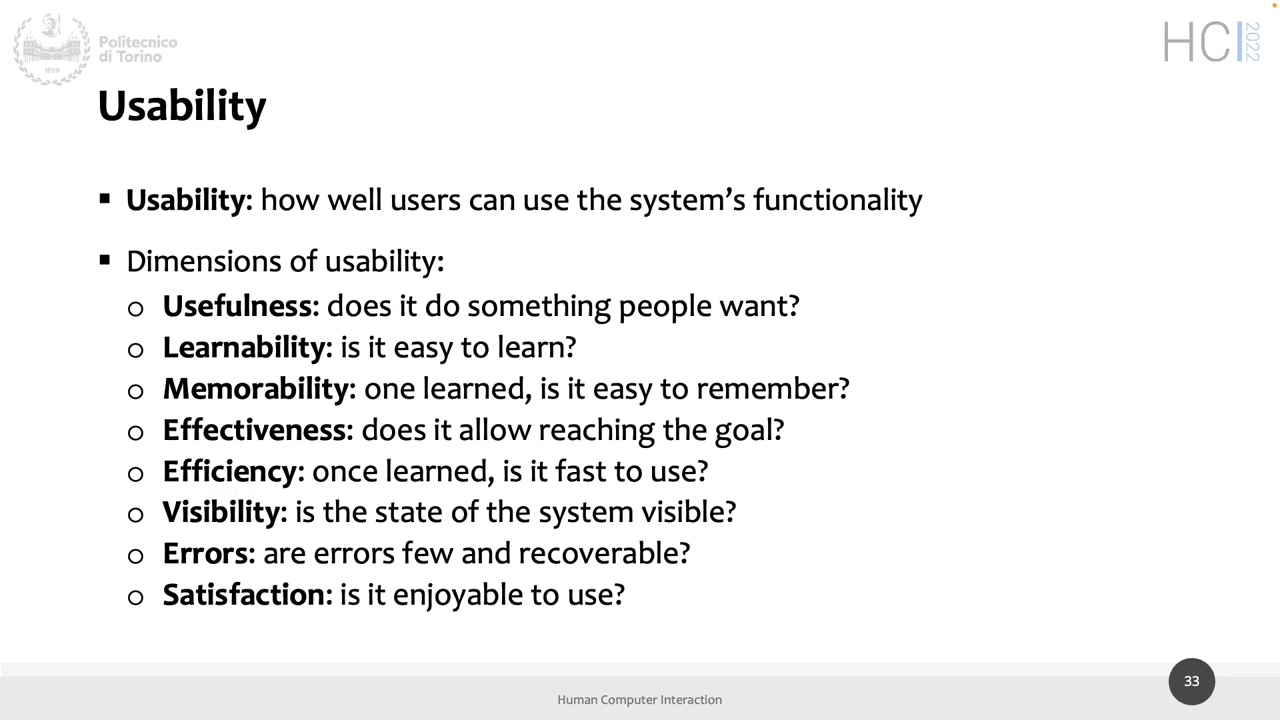 Politecnico
di Torino
1859
HCI 2022
Usability
▪ Usability: how well users can use the system’s functionality
▪ Dimensions of usability:
o Usefulness: does it do something people want?
o Learnability: is it easy to learn?
o Memorability: one learned, is it easy to remember?
o Effectiveness: does it allow reaching the goal?
o Efficiency: once learned, is it fast to use?
o Visibility: is the state of the system visible?
o Errors: are errors few and recoverable?
o Satisfaction: is it enjoyable to use?
33
Human Computer Interaction